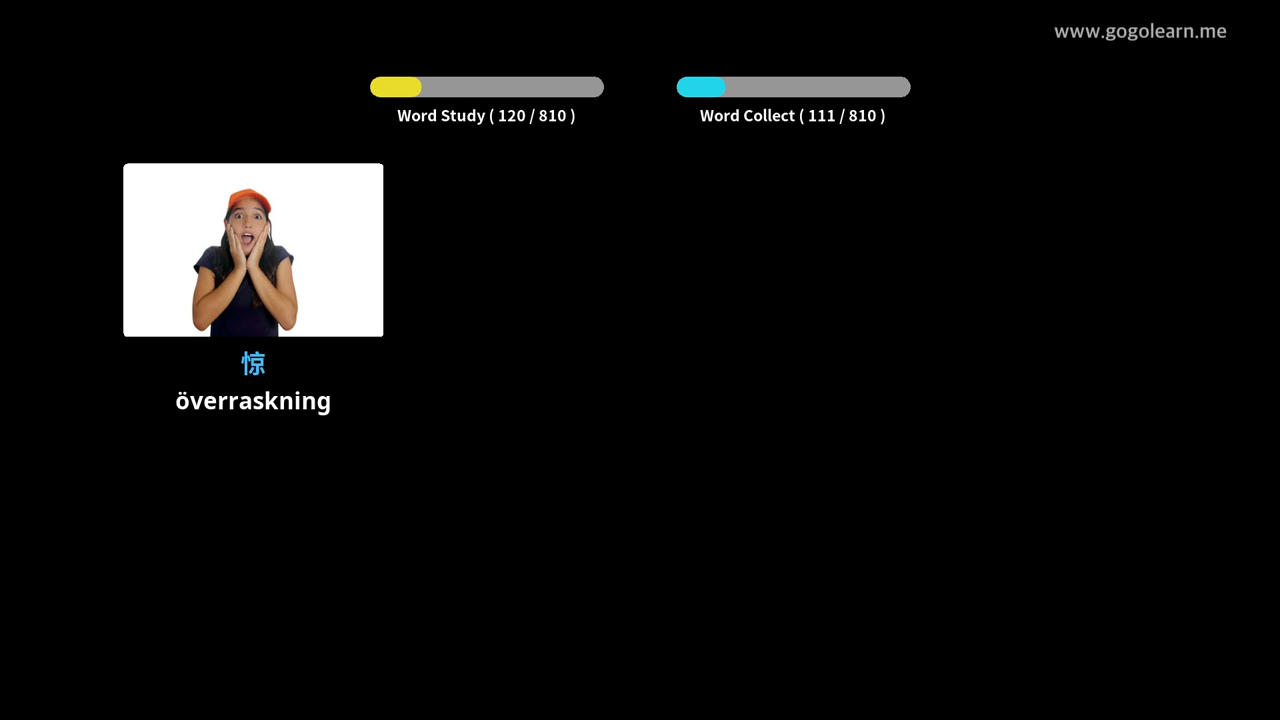 www.gogolearn.me
Word Study ( 120 / 810 )
Word Collect ( 111 / 810 )
惊
överraskning